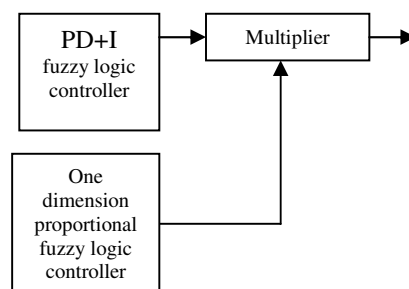 PD+I
fuzzy logic
controller
Multiplier
One
dimension
proportional
fuzzy logic
controller